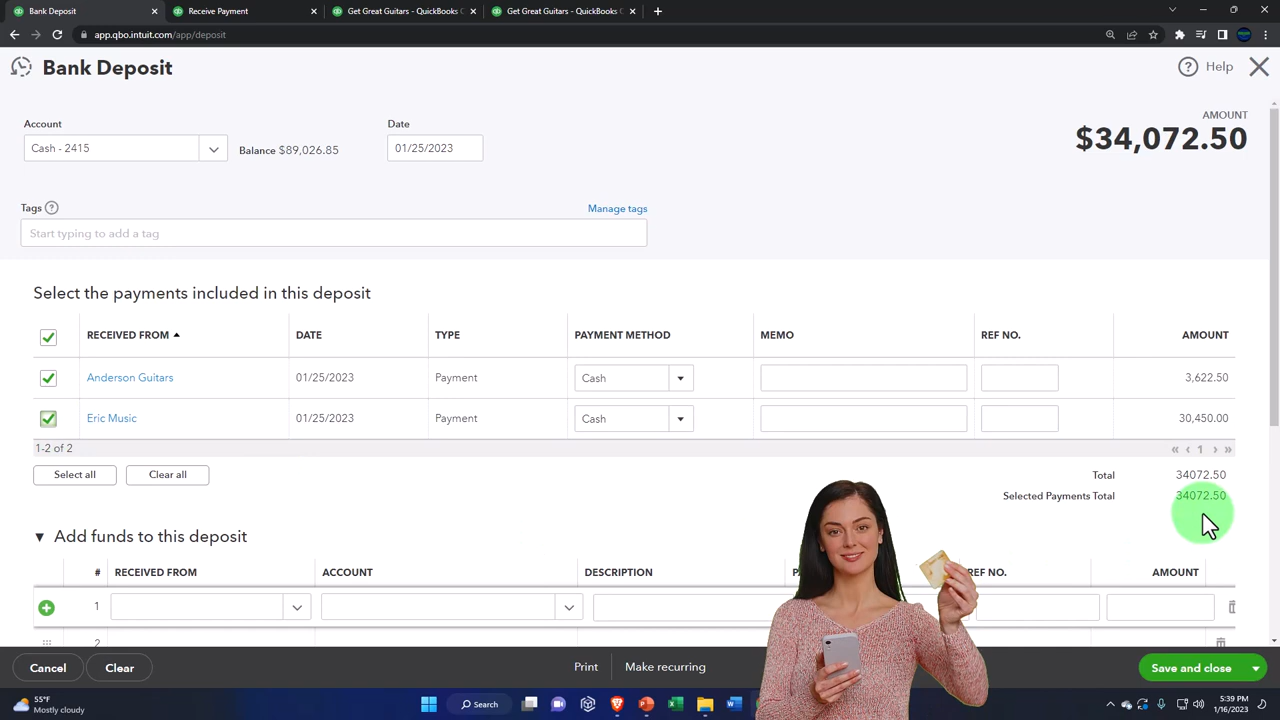 Bank Deposit
Receive Payment
Get Great Guitars - QuickBooks C
Get Great Guitars - QuickBooks C
app.qbo.intuit.com/app/deposit
Bank Deposit
Help
Account
Date
AMOUNT
Cash - 2415
Balance $89,026.85
01/25/2023
$34,072.50
Tags
Manage tags
Start typing to add a tag
Select the payments included in this deposit
RECEIVED FROM DATE TYPE PAYMENT METHOD MEMO REF NO. AMOUNT
Anderson Guitars 01/25/2023 Payment Cash 3,622.50
Eric Music 01/25/2023 Payment Cash 30,450.00
1-2 of 2
« ‹ 1 › »
Select all
Clear all
Total 34072.50
Selected Payments Total 34072.50
Add funds to this deposit
# RECEIVED FROM ACCOUNT DESCRIPTION REF NO. AMOUNT
1
2
Cancel
Clear
Print
Make recurring
Save and close
55°F
Mostly cloudy
Search
5:39 PM
1/16/2023